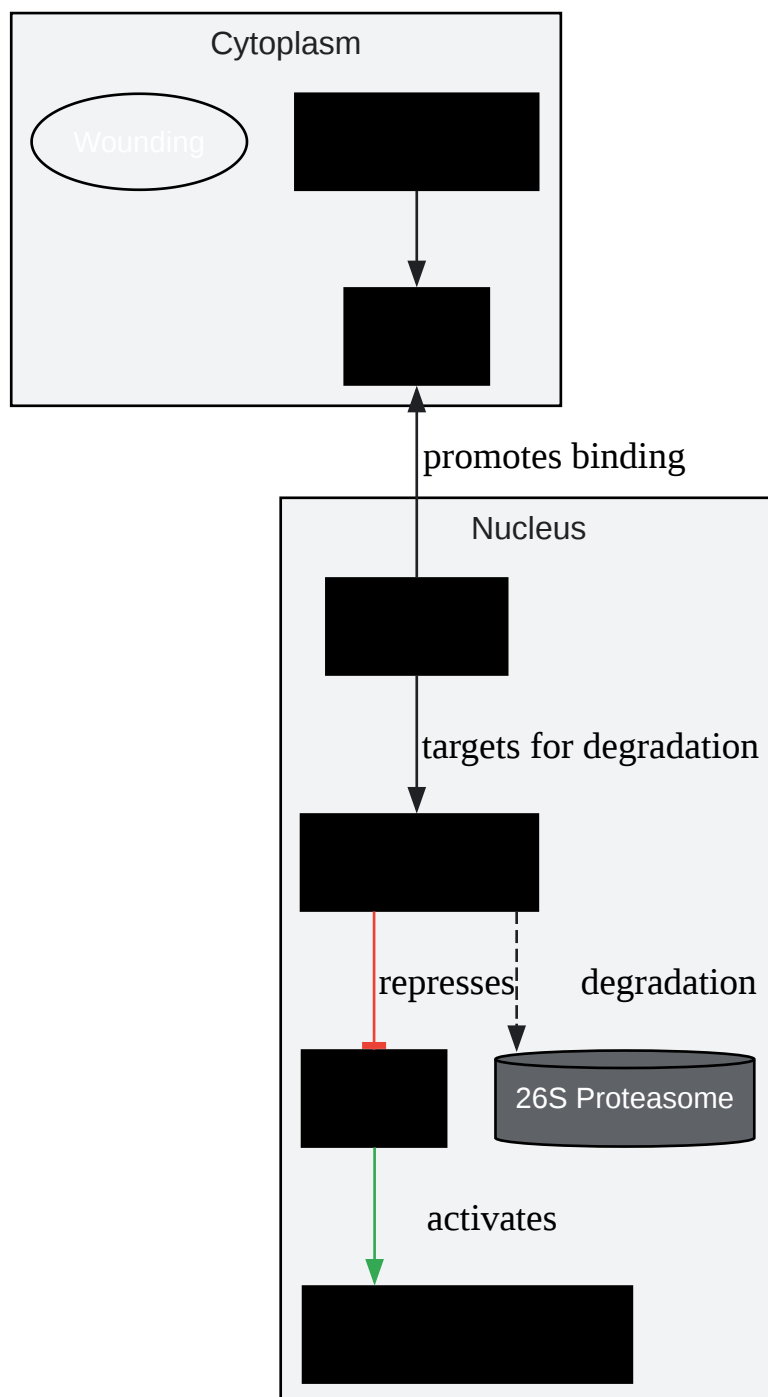 Cytoplasm
Wounding
promotes binding
Nucleus
targets for degradation
represses
degradation
26S Proteasome
activates